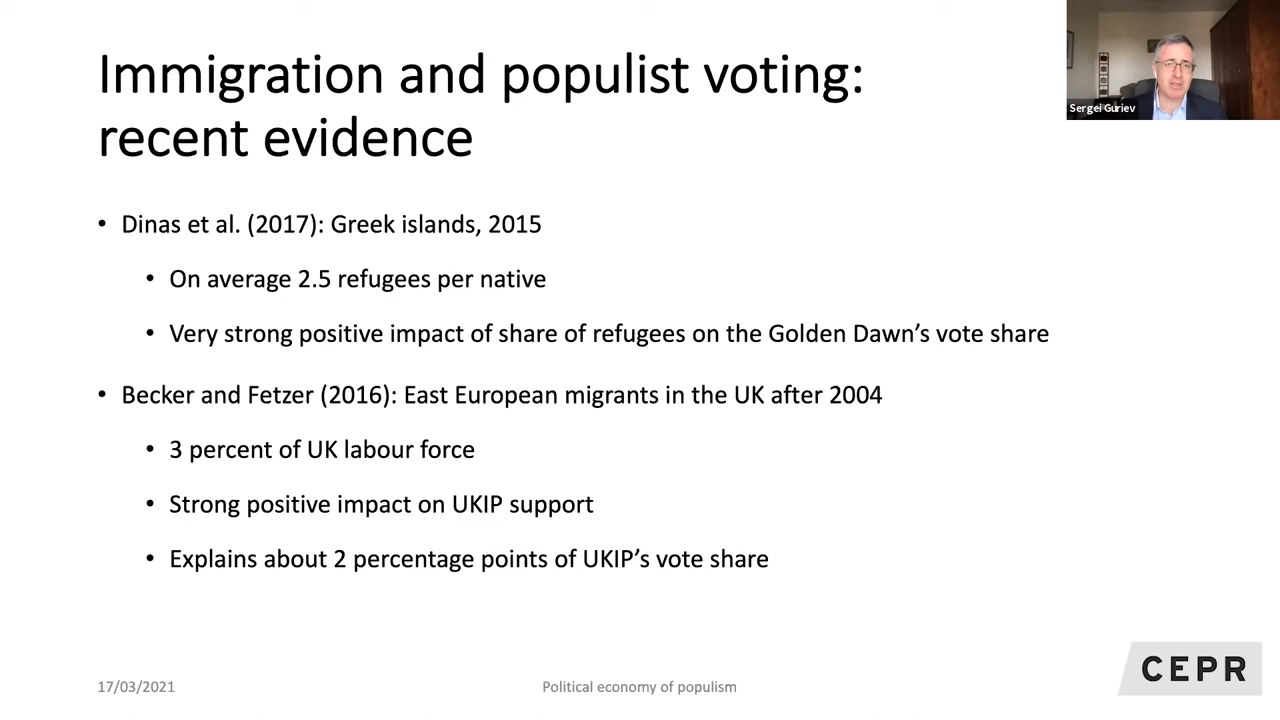 Immigration and populist voting:
recent evidence
Sergei Guriev
• Dinas et al. (2017): Greek islands, 2015
• On average 2.5 refugees per native
• Very strong positive impact of share of refugees on the Golden Dawn’s vote share
• Becker and Fetzer (2016): East European migrants in the UK after 2004
• 3 percent of UK labour force
• Strong positive impact on UKIP support
• Explains about 2 percentage points of UKIP’s vote share
17/03/2021
Political economy of populism
CEPR